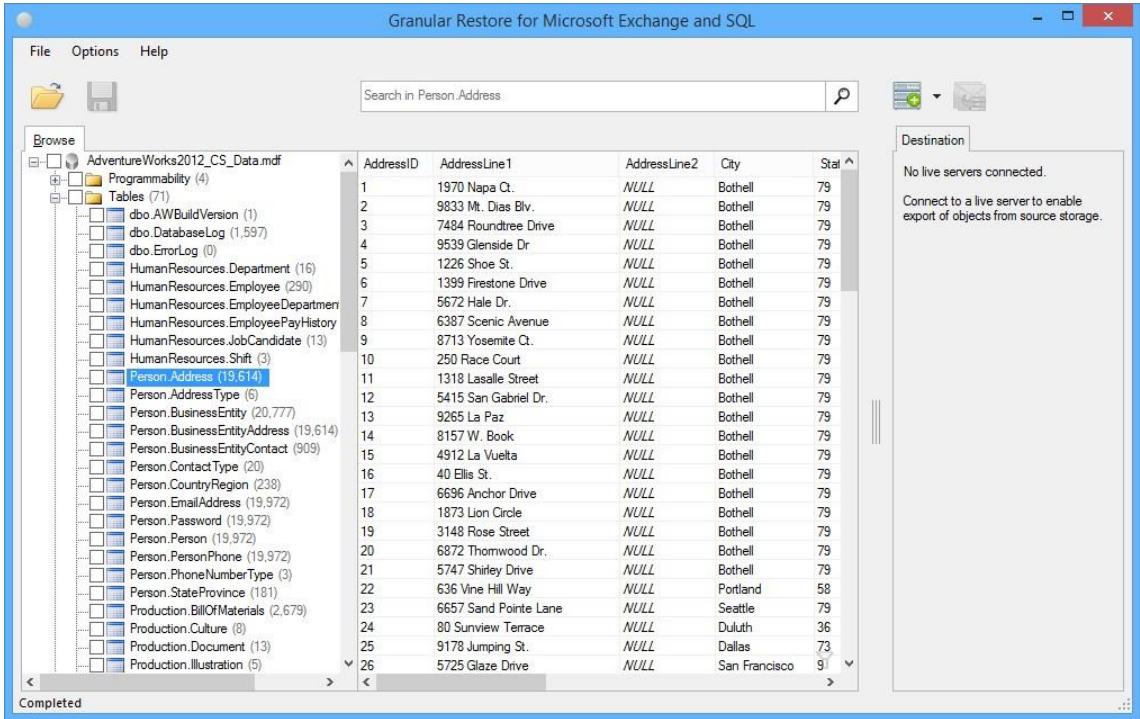 Granular Restore for Microsoft Exchange and SQL
File Options Help
Search in Person.Address
Browse
AdventureWorks2012_CS_Data.mdf
Programmability (4)
Tables (71)
dbo.AWBuildVersion (1)
dbo.DatabaseLog (1,597)
dbo.ErrorLog (0)
HumanResources.Department (16)
HumanResources.Employee (290)
HumanResources.EmployeeDepartmen
HumanResources.EmployeePayHistory
HumanResources.JobCandidate (13)
HumanResources.Shift (3)
Person.Address (19,614)
Person.AddressType (6)
Person.BusinessEntity (20,777)
Person.BusinessEntityAddress (19,614)
Person.BusinessEntityContact (909)
Person.ContactType (20)
Person.CountryRegion (238)
Person.EmailAddress (19,972)
Person.Password (19,972)
Person.Person (19,972)
Person.PersonPhone (19,972)
Person.PhoneNumberType (3)
Person.StateProvince (181)
Production.BillOfMaterials (2,679)
Production.Culture (8)
Production.Document (13)
Production.Illustration (5)
AddressID AddressLine1 AddressLine2 City Stat
1 1970 Napa Ct. NULL Bothell 79
2 9833 Mt. Dias Blv. NULL Bothell 79
3 7484 Roundtree Drive NULL Bothell 79
4 9539 Glenside Dr NULL Bothell 79
5 1226 Shoe St. NULL Bothell 79
6 1399 Firestone Drive NULL Bothell 79
7 5672 Hale Dr. NULL Bothell 79
8 6387 Scenic Avenue NULL Bothell 79
9 8713 Yosemite Ct. NULL Bothell 79
10 250 Race Court NULL Bothell 79
11 1318 Lasalle Street NULL Bothell 79
12 5415 San Gabriel Dr. NULL Bothell 79
13 9265 La Paz NULL Bothell 79
14 8157 W. Book NULL Bothell 79
15 4912 La Vuelta NULL Bothell 79
16 40 Ellis St. NULL Bothell 79
17 6696 Anchor Drive NULL Bothell 79
18 1873 Lion Circle NULL Bothell 79
19 3148 Rose Street NULL Bothell 79
20 6872 Thornwood Dr. NULL Bothell 79
21 5747 Shirley Drive NULL Bothell 79
22 636 Vine Hill Way NULL Portland 58
23 6657 Sand Pointe Lane NULL Seattle 79
24 80 Sunview Terrace NULL Duluth 36
25 9178 Jumping St. NULL Dallas 73
26 5725 Glaze Drive NULL San Francisco 9
Destination
No live servers connected.
Connect to a live server to enable
export of objects from source storage.
Completed